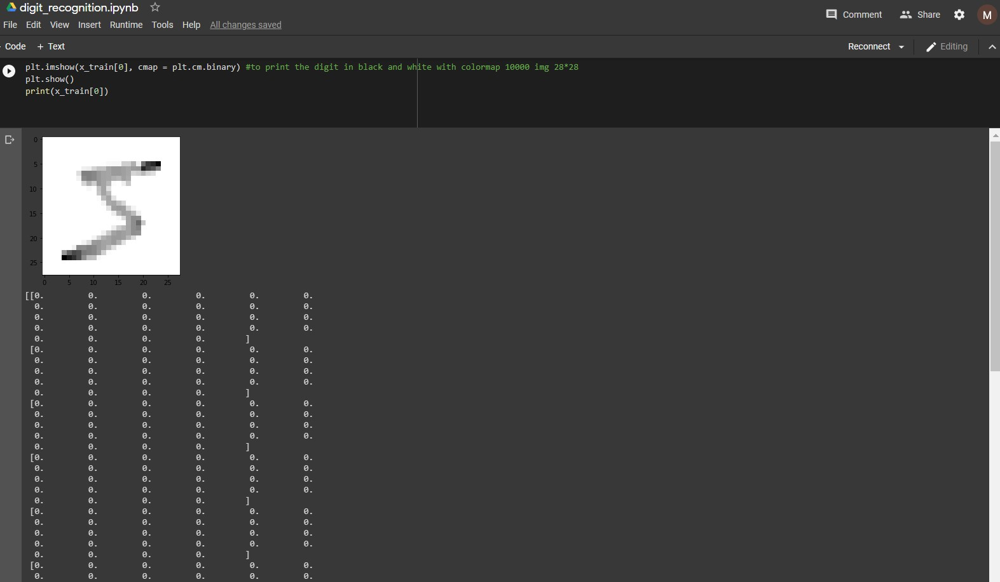 digit_recognition.ipynb
Comment Share M
File Edit View Insert Runtime Tools Help All changes saved
Code + Text Reconnect Editing
plt.imshow(x_train[0], cmap = plt.cm.binary) #to print the digit in black and white with colormap 10000 img 28*28
plt.show()
print(x_train[0])
0
5
10
15
20
25
0 5 10 15 20 25
[[0. 0. 0. 0. 0. 0.
0. 0. 0. 0. 0. 0.
0. 0. 0. 0. 0. 0.
0. 0. 0. 0. 0. 0.
0. 0. 0. 0. ]
[0. 0. 0. 0. 0. 0.
0. 0. 0. 0. 0. 0.
0. 0. 0. 0. 0. 0.
0. 0. 0. 0. 0. 0.
0. 0. 0. 0. ]
[0. 0. 0. 0. 0. 0.
0. 0. 0. 0. 0. 0.
0. 0. 0. 0. 0. 0.
0. 0. 0. 0. 0. 0.
0. 0. 0. 0. ]
[0. 0. 0. 0. 0. 0.
0. 0. 0. 0. 0. 0.
0. 0. 0. 0. 0. 0.
0. 0. 0. 0. 0. 0.
0. 0. 0. 0. ]
[0. 0. 0. 0. 0. 0.
0. 0. 0. 0. 0. 0.
0. 0. 0. 0. 0. 0.
0. 0. 0. 0. 0. 0.
0. 0. 0. 0. ]
[0. 0. 0. 0. 0. 0.
0. 0. 0. 0. 0. 0.